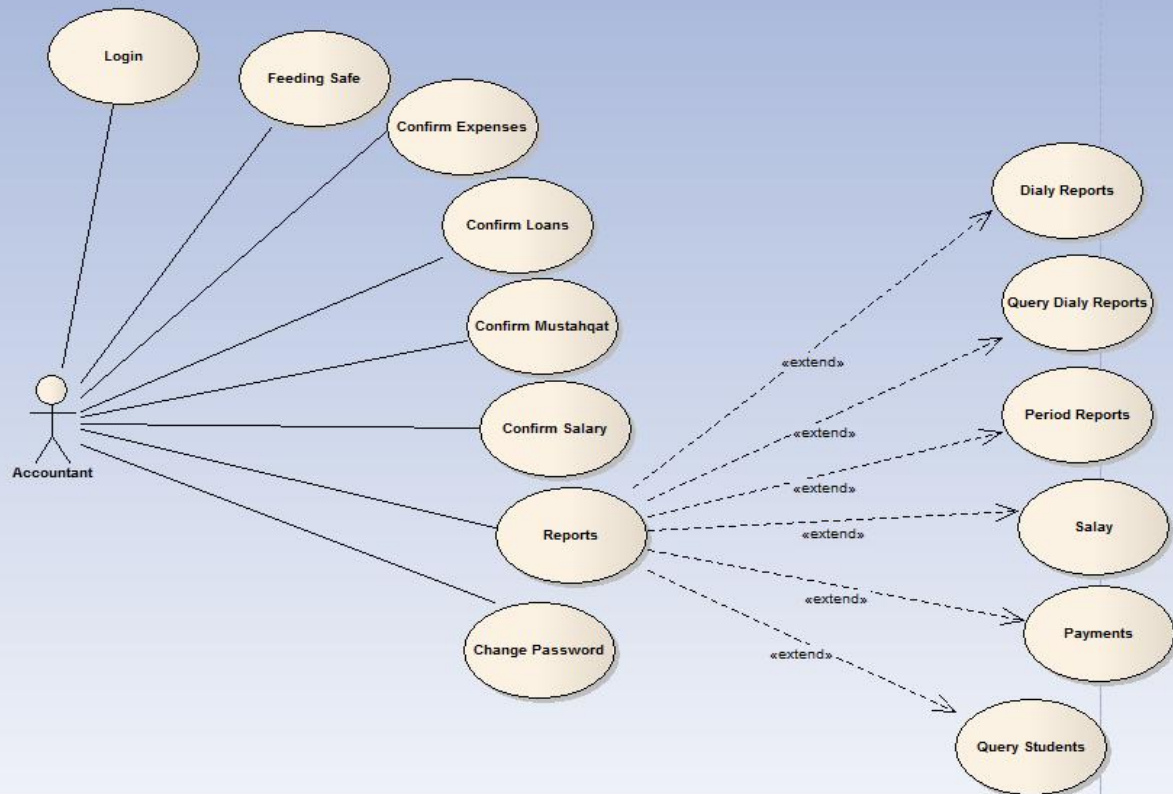 Login
Feeding Safe
Confirm Expenses
Confirm Loans
Confirm Mustahqat
Confirm Salary
Reports
Change Password
Accountant
«extend»
«extend»
«extend»
«extend»
«extend»
«extend»
Dialy Reports
Query Dialy Reports
Period Reports
Salay
Payments
Query Students